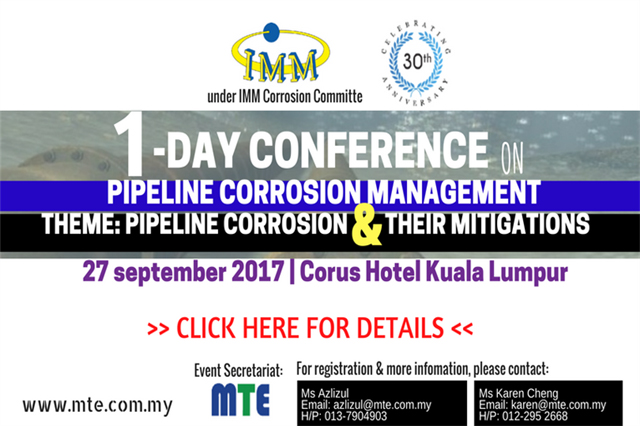 IMM
CELEBRATING
30th
ANNIVERSARY
under IMM Corrosion Committe
1-DAY CONFERENCE ON
PIPELINE CORROSION MANAGEMENT
THEME: PIPELINE CORROSION & THEIR MITIGATIONS
27 september 2017 | Corus Hotel Kuala Lumpur
>> CLICK HERE FOR DETAILS <<
Event Secretariat:
MTE
www.mte.com.my
For registration & more infomation, please contact:
Ms Azlizul
Email: azlizul@mte.com.my
H/P: 013-7904903
Ms Karen Cheng
Email: karen@mte.com.my
H/P: 012-295 2668